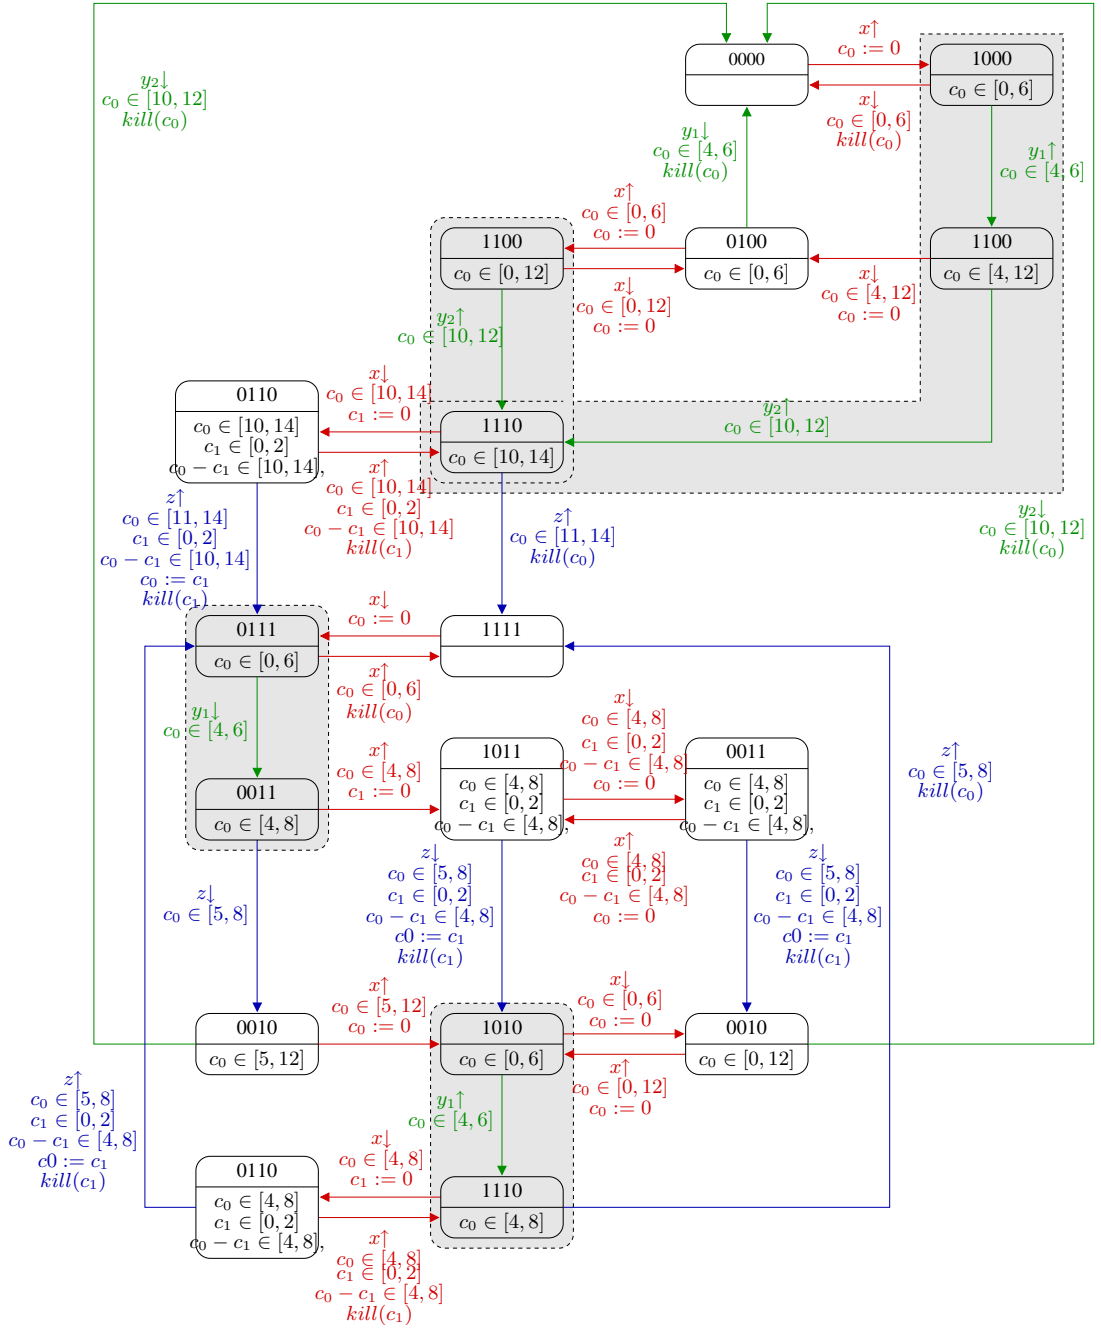 0000
x↑
c₀ := 0
1000
c₀ ∈ [0, 6]
x↓
c₀ ∈ [0, 6]
kill(c₀)
y₂↓
c₀ ∈ [10, 12]
kill(c₀)
y₁↓
c₀ ∈ [4, 6]
kill(c₀)
y₁↑
c₀ ∈ [4, 6]
x↑
c₀ ∈ [0, 6]
c₀ := 0
1100
c₀ ∈ [0, 12]
0100
c₀ ∈ [0, 6]
1100
c₀ ∈ [4, 12]
x↓
c₀ ∈ [0, 12]
c₀ := 0
x↓
c₀ ∈ [4, 12]
c₀ := 0
y₂↑
c₀ ∈ [10, 12]
0110
c₀ ∈ [10, 14]
c₁ ∈ [0, 2]
c₀ − c₁ ∈ [10, 14],
x↓
c₀ ∈ [10, 14]
c₁ := 0
1110
c₀ ∈ [10, 14]
y₂↑
c₀ ∈ [10, 12]
x↑
c₀ ∈ [10, 14]
c₁ ∈ [0, 2]
c₀ − c₁ ∈ [10, 14]
kill(c₁)
z↑
c₀ ∈ [11, 14]
c₁ ∈ [0, 2]
c₀ − c₁ ∈ [10, 14]
c₀ := c₁
kill(c₁)
z↑
c₀ ∈ [11, 14]
kill(c₀)
y₂↓
c₀ ∈ [10, 12]
kill(c₀)
0111
c₀ ∈ [0, 6]
x↓
c₀ := 0
1111
x↑
c₀ ∈ [0, 6]
kill(c₀)
y₁↓
c₀ ∈ [4, 6]
0011
c₀ ∈ [4, 8]
x↑
c₀ ∈ [4, 8]
c₁ := 0
1011
c₀ ∈ [4, 8]
c₁ ∈ [0, 2]
c₀ − c₁ ∈ [4, 8],
x↓
c₀ ∈ [4, 8]
c₁ ∈ [0, 2]
c₀ − c₁ ∈ [4, 8]
c₀ := 0
0011
c₀ ∈ [4, 8]
c₁ ∈ [0, 2]
c₀ − c₁ ∈ [4, 8],
z↑
c₀ ∈ [5, 8]
kill(c₀)
x↑
c₀ ∈ [4, 8]
c₁ ∈ [0, 2]
c₀ − c₁ ∈ [4, 8]
c₀ := 0
z↓
c₀ ∈ [5, 8]
z↓
c₀ ∈ [5, 8]
c₁ ∈ [0, 2]
c₀ − c₁ ∈ [4, 8]
c0 := c₁
kill(c₁)
z↓
c₀ ∈ [5, 8]
c₁ ∈ [0, 2]
c₀ − c₁ ∈ [4, 8]
c0 := c₁
kill(c₁)
0010
c₀ ∈ [5, 12]
x↑
c₀ ∈ [5, 12]
c₀ := 0
1010
c₀ ∈ [0, 6]
x↓
c₀ ∈ [0, 6]
c₀ := 0
0010
c₀ ∈ [0, 12]
x↑
c₀ ∈ [0, 12]
c₀ := 0
z↑
c₀ ∈ [5, 8]
c₁ ∈ [0, 2]
c₀ − c₁ ∈ [4, 8]
c0 := c₁
kill(c₁)
y₁↑
c₀ ∈ [4, 6]
0110
c₀ ∈ [4, 8]
c₁ ∈ [0, 2]
c₀ − c₁ ∈ [4, 8],
x↓
c₀ ∈ [4, 8]
c₁ := 0
1110
c₀ ∈ [4, 8]
x↑
c₀ ∈ [4, 8]
c₁ ∈ [0, 2]
c₀ − c₁ ∈ [4, 8]
kill(c₁)